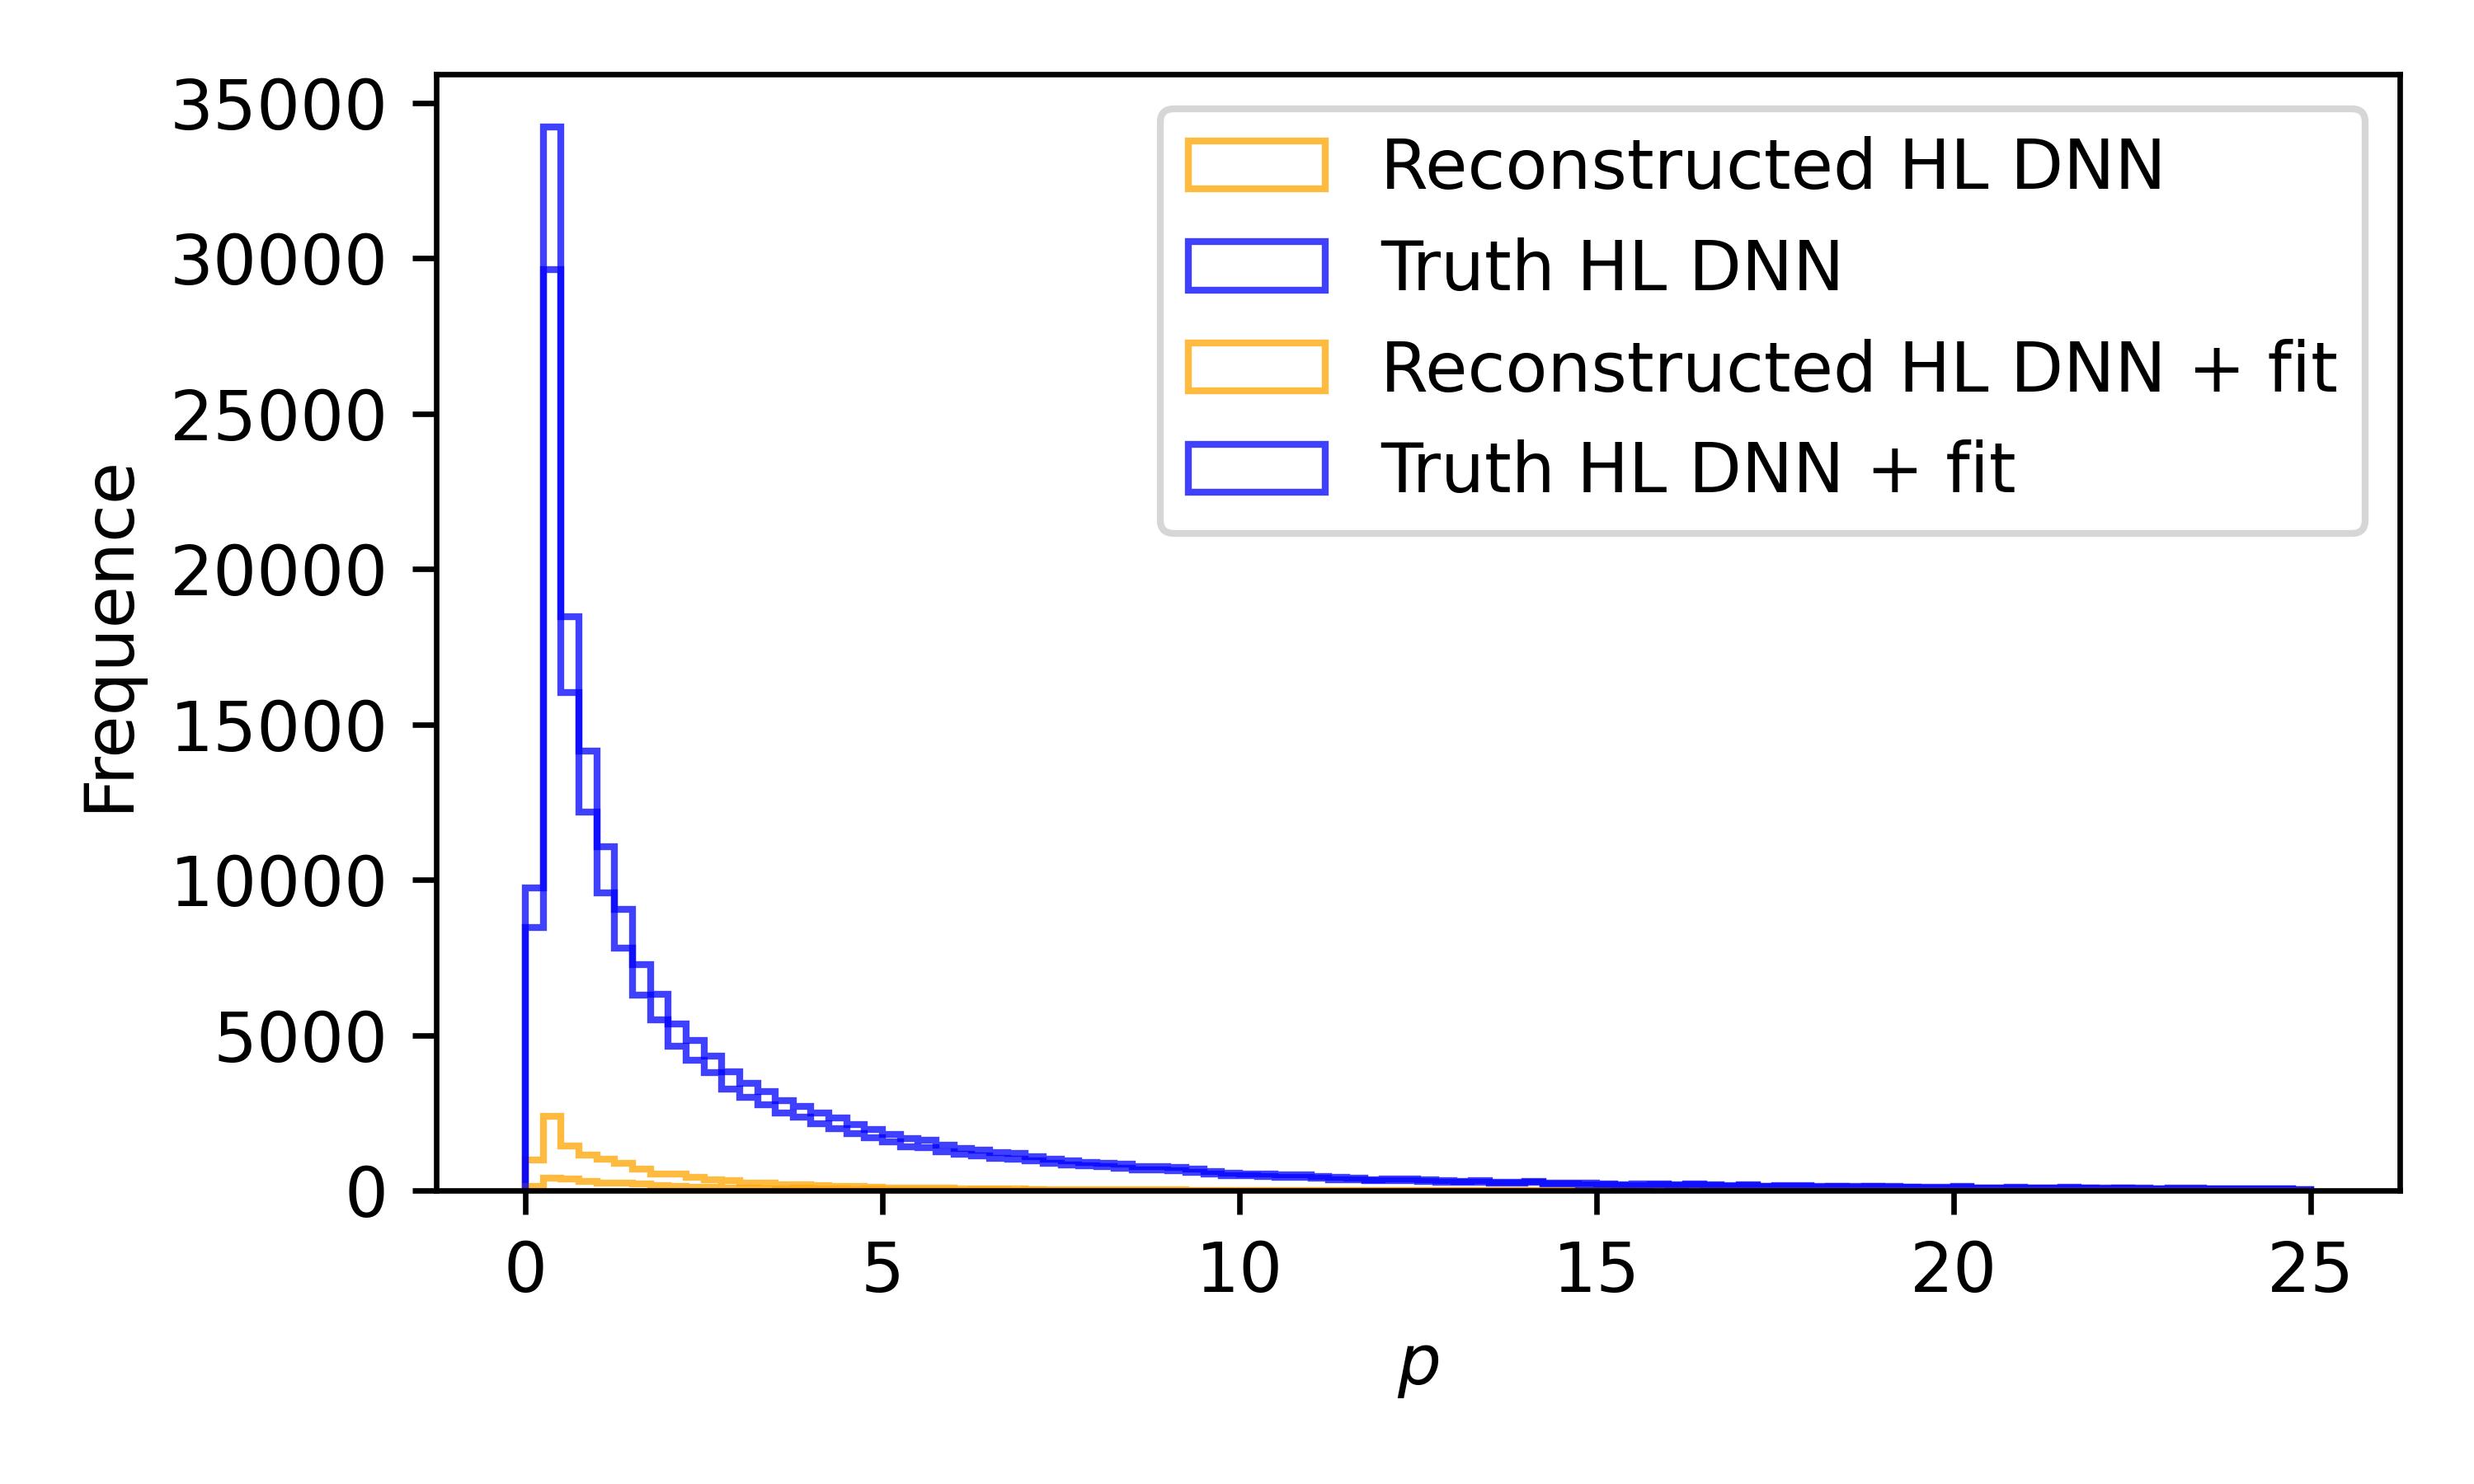 35000
30000
25000
20000
15000
10000
5000
0
Frequence
Reconstructed HL DNN
Truth HL DNN
Reconstructed HL DNN + fit
Truth HL DNN + fit
0 5 10 15 20 25
p